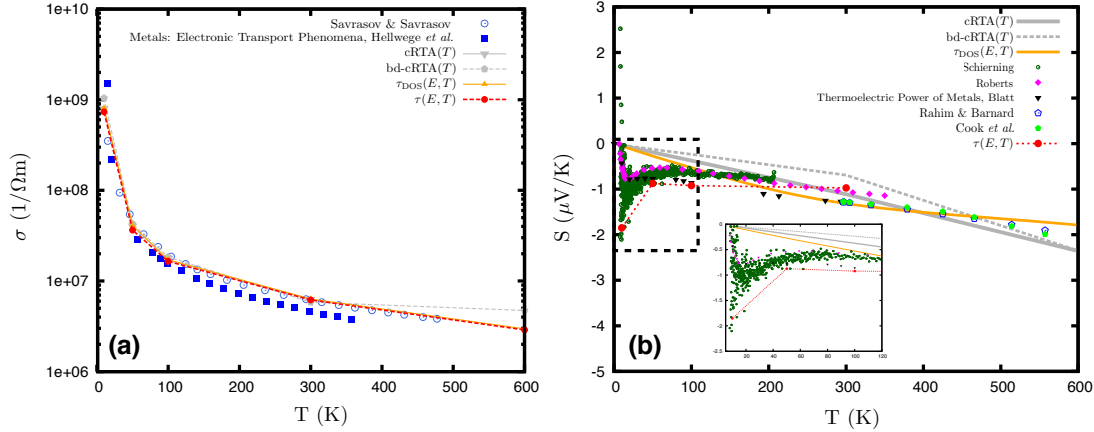 1e+10
1e+09
1e+08
1e+07
1e+06
σ (1/Ωm)
0
100
200
300
400
500
600
T (K)
Savrasov & Savrasov
Metals: Electronic Transport Phenomena, Hellwege et al.
cRTA(T)
bd-cRTA(T)
τDOS(E, T)
τ(E, T)
(a)
3
2
1
0
-1
-2
-3
-4
-5
S (μV/K)
0
100
200
300
400
500
600
T (K)
cRTA(T)
bd-cRTA(T)
τDOS(E, T)
Schierning
Roberts
Thermoelectric Power of Metals, Blatt
Rahim & Barnard
Cook et al.
τ(E, T)
0
-0.5
-1
-1.5
-2
-2.5
20
40
60
80
100
120
(b)